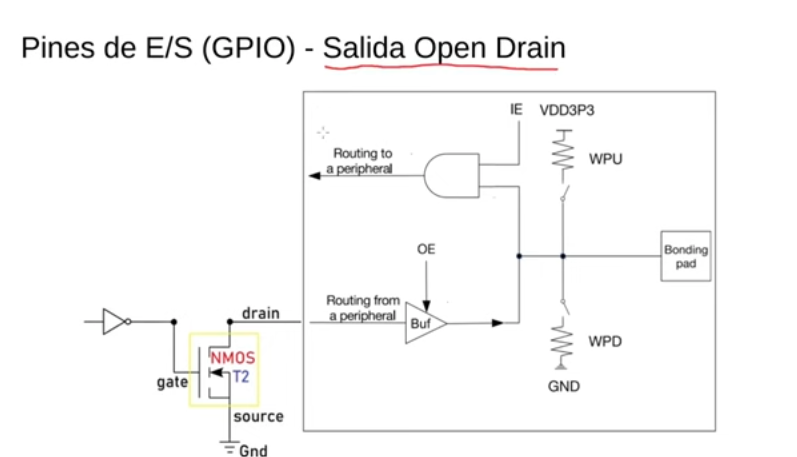 Pines de E/S (GPIO) - Salida Open Drain
IE VDD3P3
Routing to
a peripheral
WPU
OE
Bonding
pad
Routing from
a peripheral
Buf
drain
WPD
NMOS
T2
gate
GND
source
Gnd